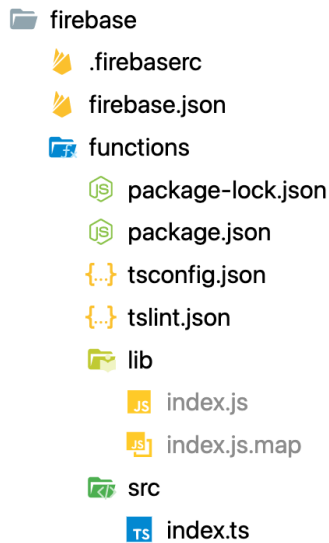 firebase
.firebaserc
firebase.json
functions
package-lock.json
package.json
tsconfig.json
tslint.json
lib
index.js
index.js.map
src
index.ts